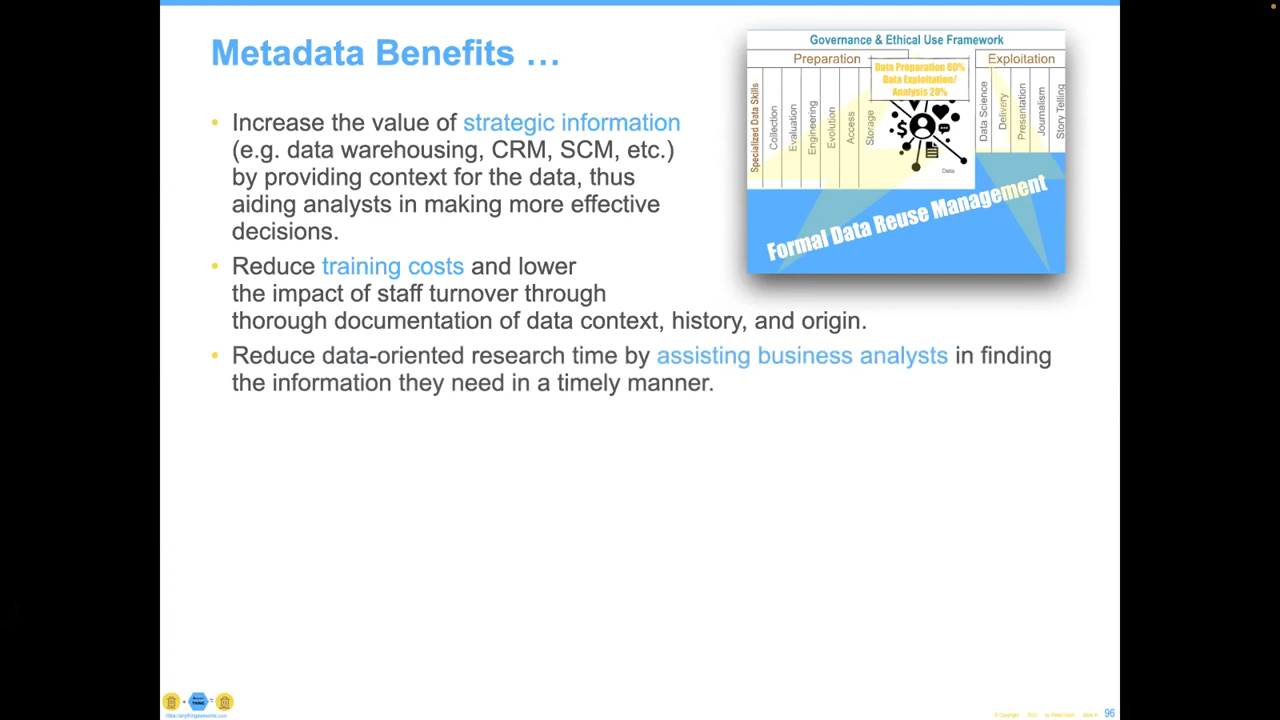 Metadata Benefits …
• Increase the value of strategic information
(e.g. data warehousing, CRM, SCM, etc.)
by providing context for the data, thus
aiding analysts in making more effective
decisions.
• Reduce training costs and lower
the impact of staff turnover through
thorough documentation of data context, history, and origin.
• Reduce data-oriented research time by assisting business analysts in finding
the information they need in a timely manner.
Governance & Ethical Use Framework
Preparation
Exploitation
Data Preparation 80%
Data Exploitation/
Analysis 20%
Specialized Data Skills
Collection
Evaluation
Engineering
Evolution
Access
Storage
Data
Data Science
Delivery
Presentation
Journalism
Story Telling
Formal Data Reuse Management
THING
96